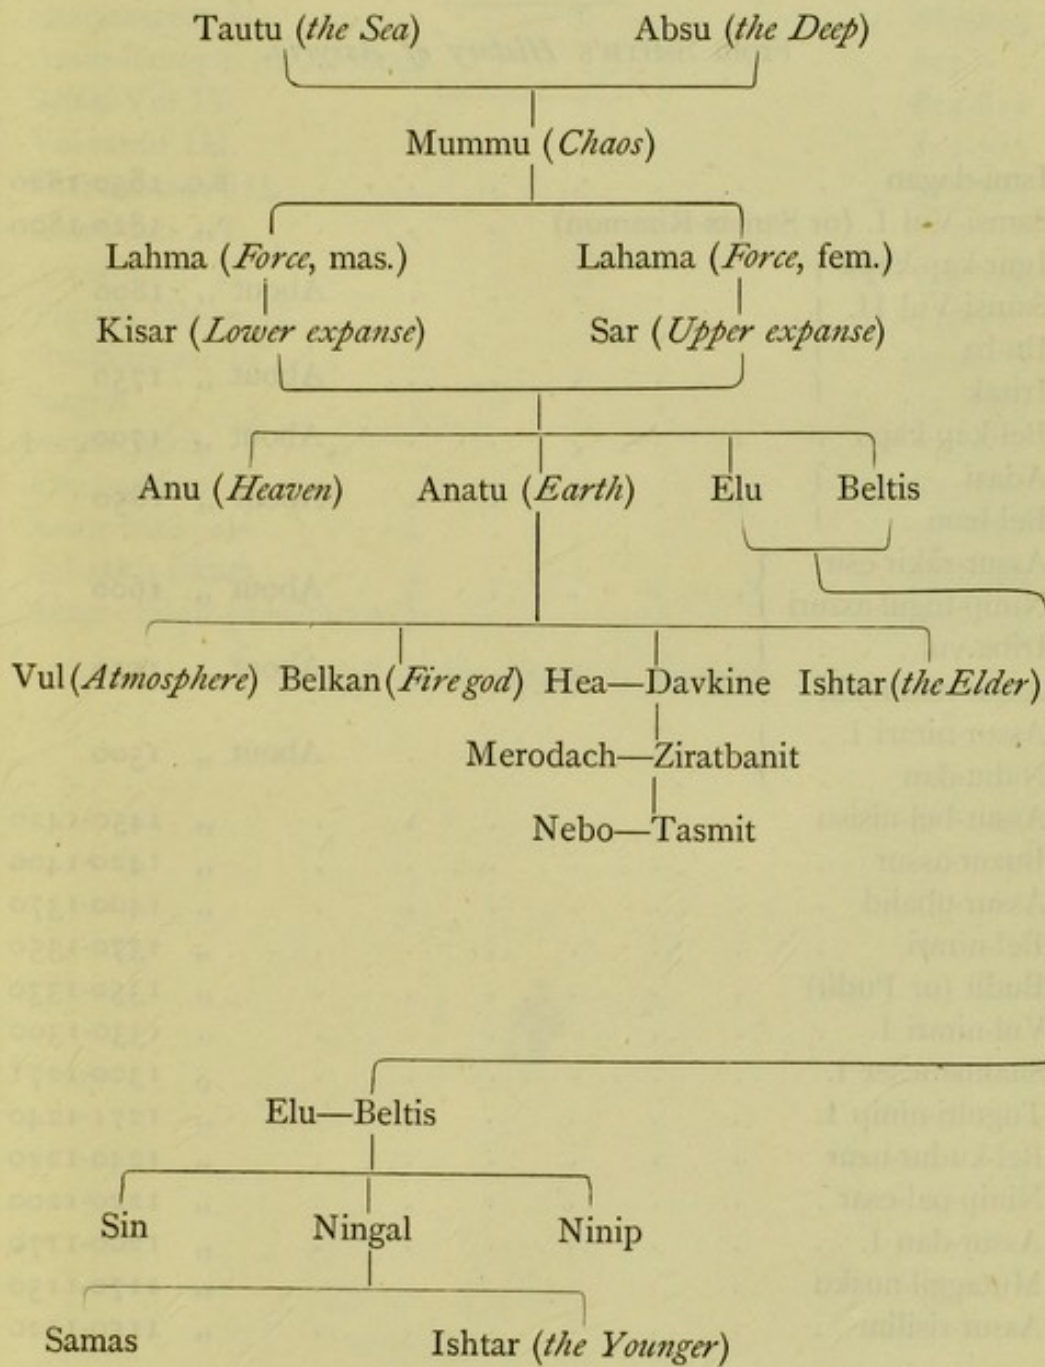 Tautu (the Sea) Absu (the Deep)
Mummu (Chaos)
Lahma (Force, mas.) Lahama (Force, fem.)
Kisar (Lower expanse) Sar (Upper expanse)
Anu (Heaven) Anatu (Earth) Elu Beltis
Vul (Atmosphere) Belkan (Fire god) Hea—Davkine Ishtar (the Elder)
Merodach—Ziratbanit
Nebo—Tasmit
Elu—Beltis
Sin Ningal Ninip
Samas Ishtar (the Younger)